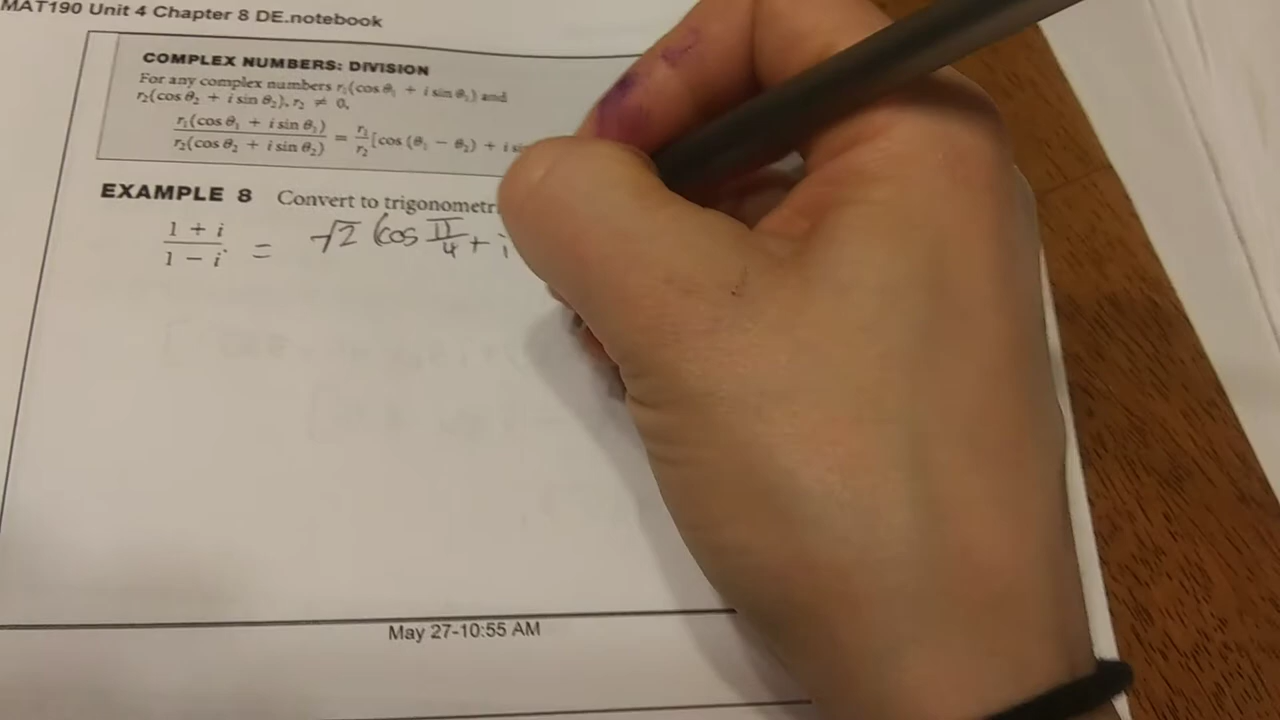 MAT190 Unit 4 Chapter 8 DE.notebook
COMPLEX NUMBERS: DIVISION
For any complex numbers r₁(cos θ₁ + i sin θ₁) and
r₂(cos θ₂ + i sin θ₂), r₂ ≠ 0,
r₁(cos θ₁ + i sin θ₁)
r₂(cos θ₂ + i sin θ₂)
= r₁/r₂ [cos (θ₁ − θ₂) + i
EXAMPLE 8 Convert to
1 + i
1 − i
= √2 (cos π/4 + i
May 27-10:55 AM